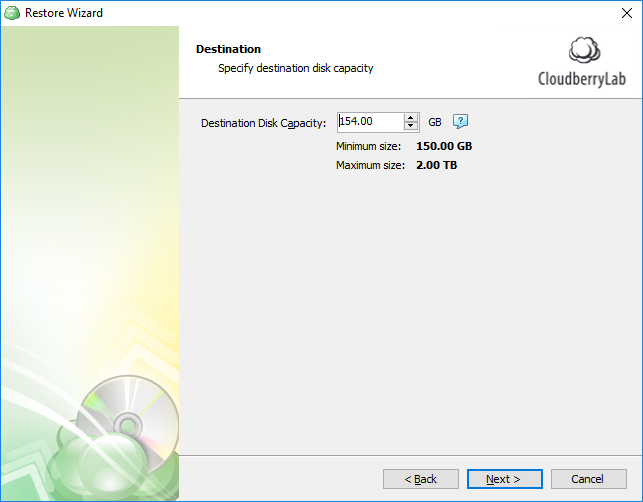 Restore Wizard
Destination
Specify destination disk capacity
CloudberryLab
Destination Disk Capacity: 154.00 GB ?
Minimum size: 150.00 GB
Maximum size: 2.00 TB
< Back Next > Cancel